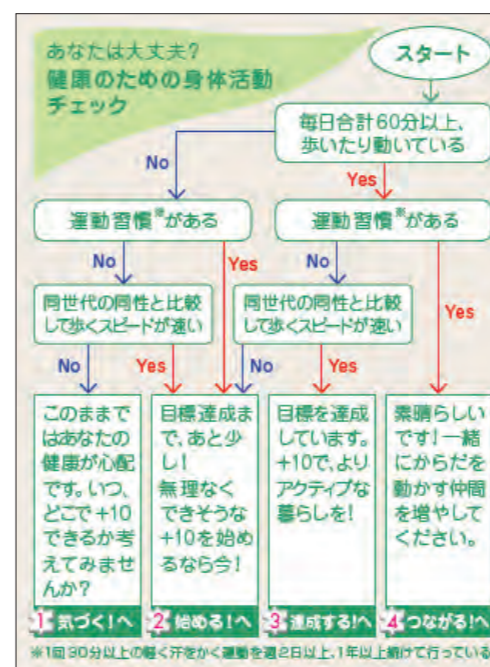 あなたは大丈夫?
健康のための身体活動
チェック
スタート
毎日合計60分以上、
歩いたり動いている
No
Yes
運動習慣※がある
運動習慣※がある
No
Yes
No
Yes
同世代の同性と比較
して歩くスピードが速い
同世代の同性と比較
して歩くスピードが速い
No
Yes
No
Yes
このままで
はあなたの
健康が心配
です。いつ、
どこで+10
できるか考
えてみませ
んか?
目標達成ま
で、あと少
し!
無理なく
できそうな
+10を始め
るなら今!
目標を達成
しています。
+10で、より
アクティブな
暮らしを!
素晴らしい
です!一緒
にからだを
動かす仲間
を増やして
ください。
1 気づく!へ
2 始める!へ
3 達成する!へ
4 つながる!へ
※1回30分以上の軽く汗をかく運動を週2日以上、1年以上続けて行っている